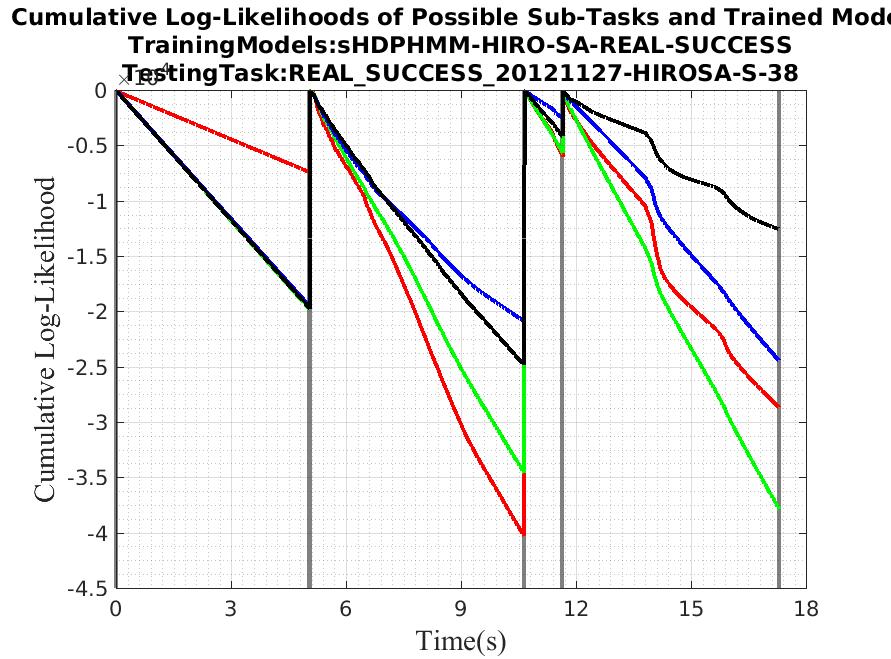 Cumulative Log-Likelihoods of Possible Sub-Tasks and Trained Mode
TrainingModels:sHDPHMM-HIRO-SA-REAL-SUCCESS
TestingTask:REAL_SUCCESS_20121127-HIROSA-S-38
×10^4
0
-0.5
-1
-1.5
-2
-2.5
-3
-3.5
-4
-4.5
Cumulative Log-Likelihood
0 3 6 9 12 15 18
Time(s)